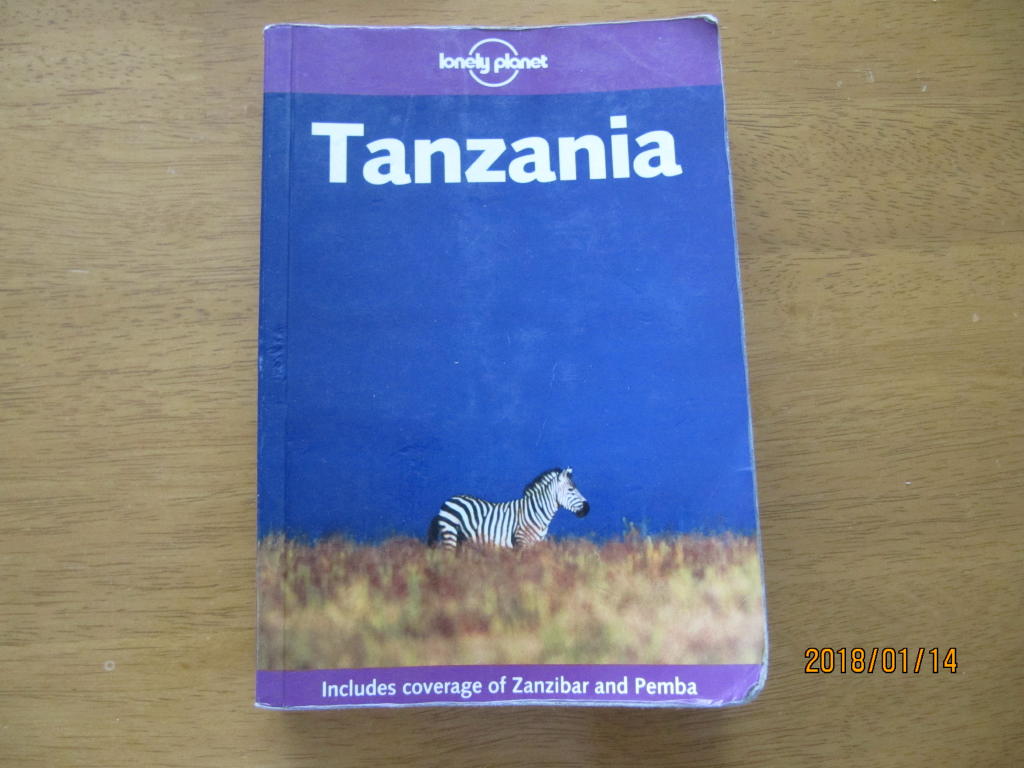 lonely planet
Tanzania
Includes coverage of Zanzibar and Pemba
2018/01/14